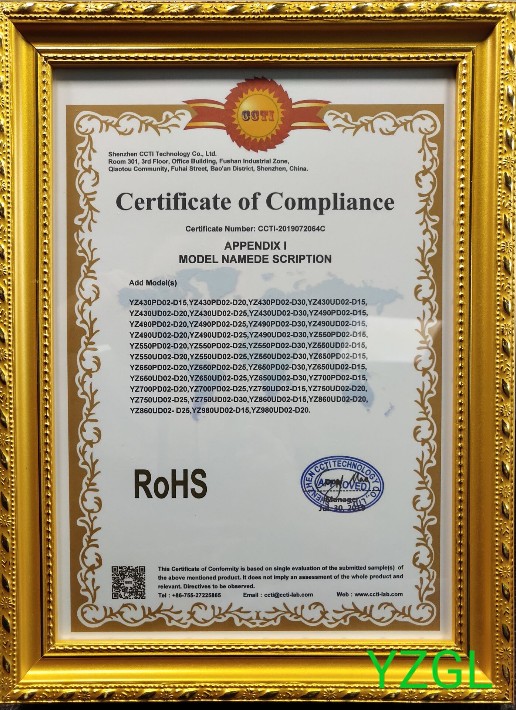 CCTI
Shenzhen CCTI Technology Co., Ltd.
Room 301, 3rd Floor, Office Building, Fushan Industrial Zone,
Qiaotou Community, Fuhai Street, Bao'an District, Shenzhen, China.
Certificate of Compliance
Certificate Number: CCTI-2019072064C
APPENDIX I
MODEL NAMEDE SCRIPTION
Add Model(s)
YZ430PD02-D15,YZ430PD02-D20,YZ430PD02-D30,YZ430UD02-D15,
YZ430UD02-D20,YZ430UD02-D25,YZ430UD02-D30,YZ490PD02-D15,
YZ490PD02-D20,YZ490PD02-D25,YZ490PD02-D30,YZ490UD02-D15,
YZ490UD02-D20,YZ490UD02-D25,YZ490UD02-D30,YZ550PD02-D15,
YZ550PD02-D20,YZ550PD02-D25,YZ550PD02-D30,YZ550UD02-D15,
YZ550UD02-D20,YZ550UD02-D25,YZ550UD02-D30,YZ650PD02-D15,
YZ650PD02-D20,YZ650PD02-D25,YZ650PD02-D30,YZ650UD02-D15,
YZ650UD02-D20,YZ650UD02-D25,YZ650UD02-D30,YZ700PD02-D15,
YZ700PD02-D20,YZ700PD02-D25,YZ750UD02-D15,YZ750UD02-D20,
YZ750UD02-D25,YZ750UD02-D30,YZ860UD02-D15,YZ860UD02-D20,
YZ860UD02- D25,YZ980UD02-D15,YZ980UD02-D20.
RoHS
SHENZHEN CCTI TECHNOLOGY CO., LTD
APPROVED
Manager
Jul. 30, 2019
This Certificate of Conformity is based on single evaluation of the submitted sample(s) of
the above mentioned product. It does not imply an assessment of the whole product and
relevant. Directives to be observed.
Tel : +86-755-27225865 Email : ccti@ccti-lab.com Web : www.ccti-lab.com
YZGL